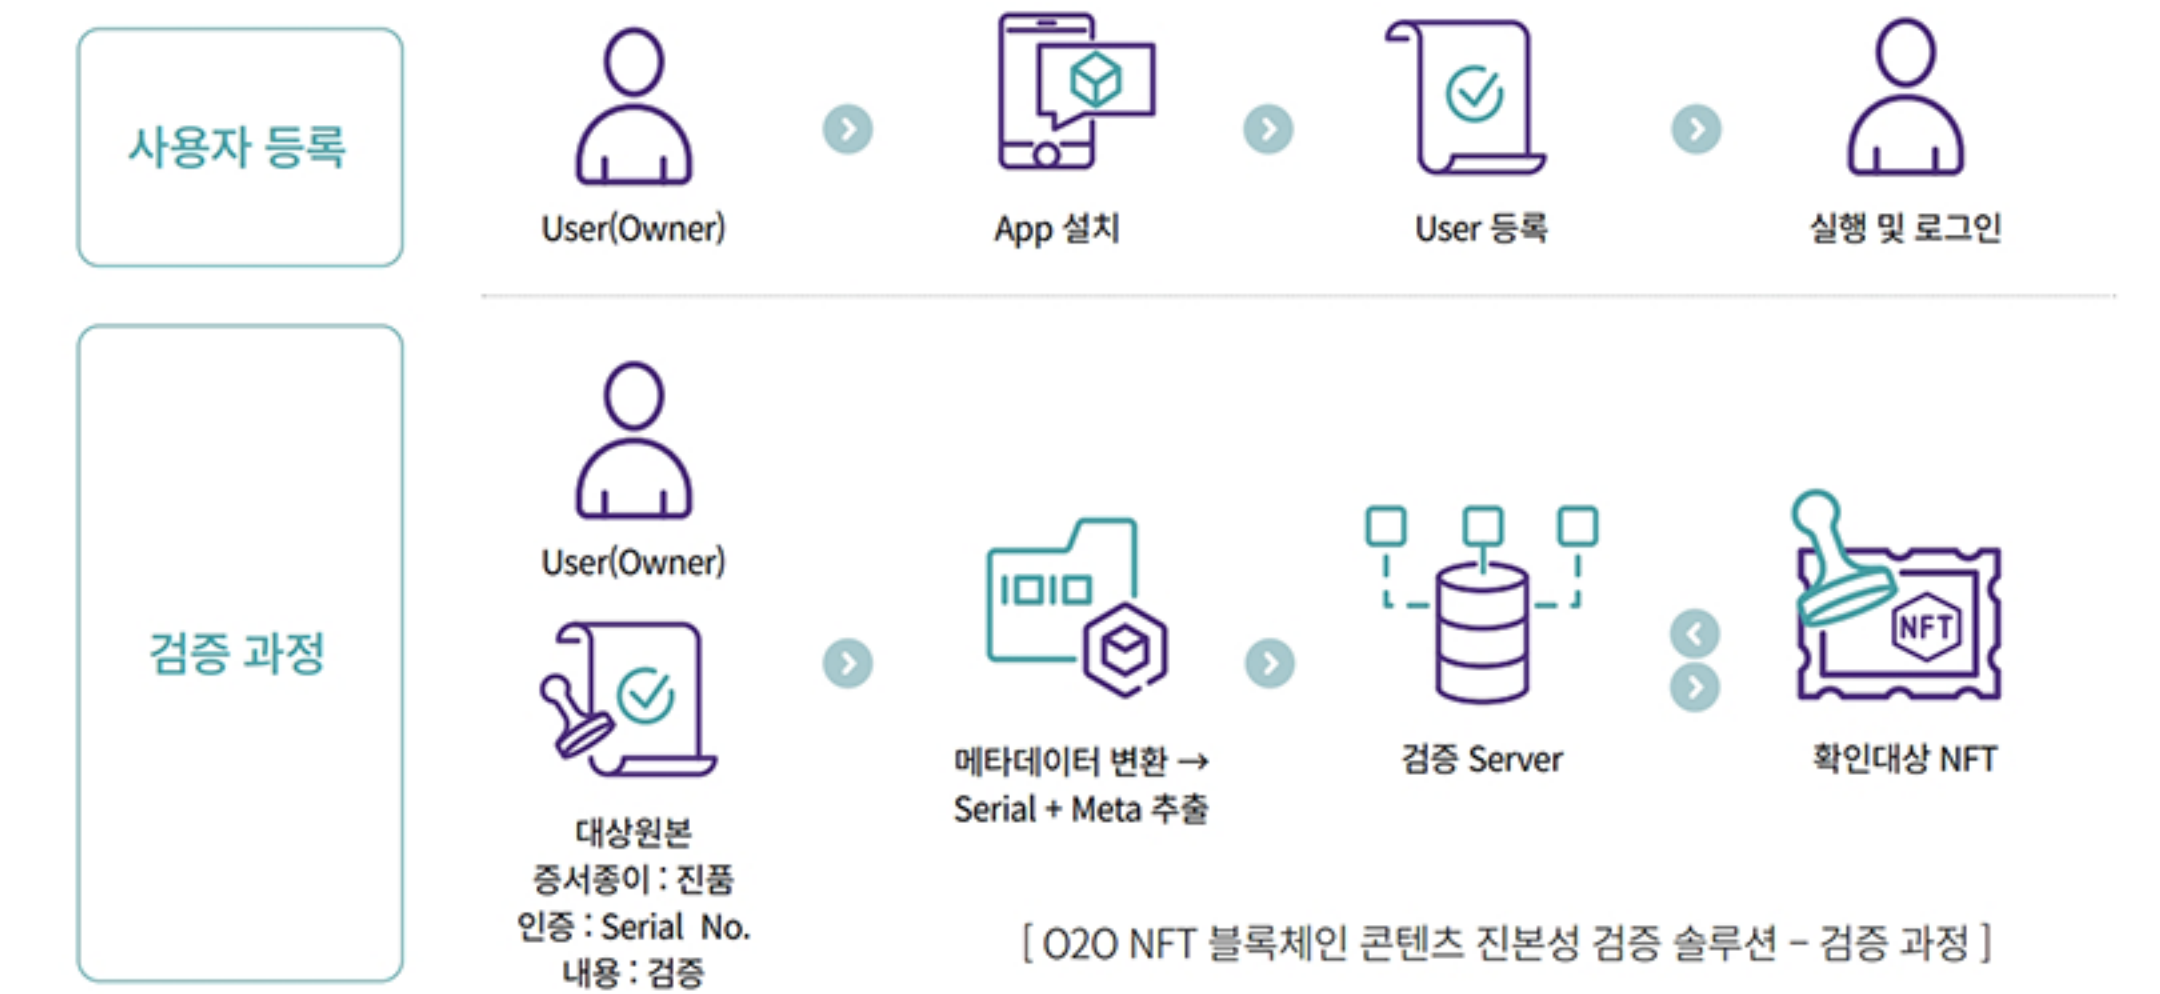 사용자 등록
User(Owner)
App 설치
User 등록
실행 및 로그인
검증 과정
User(Owner)
대상원본
증서종이 : 진품
인증 : Serial No.
내용 : 검증
IOIO
메타데이터 변환 →
Serial + Meta 추출
검증 Server
NFT
확인대상 NFT
[ O2O NFT 블록체인 콘텐츠 진본성 검증 솔루션 – 검증 과정 ]